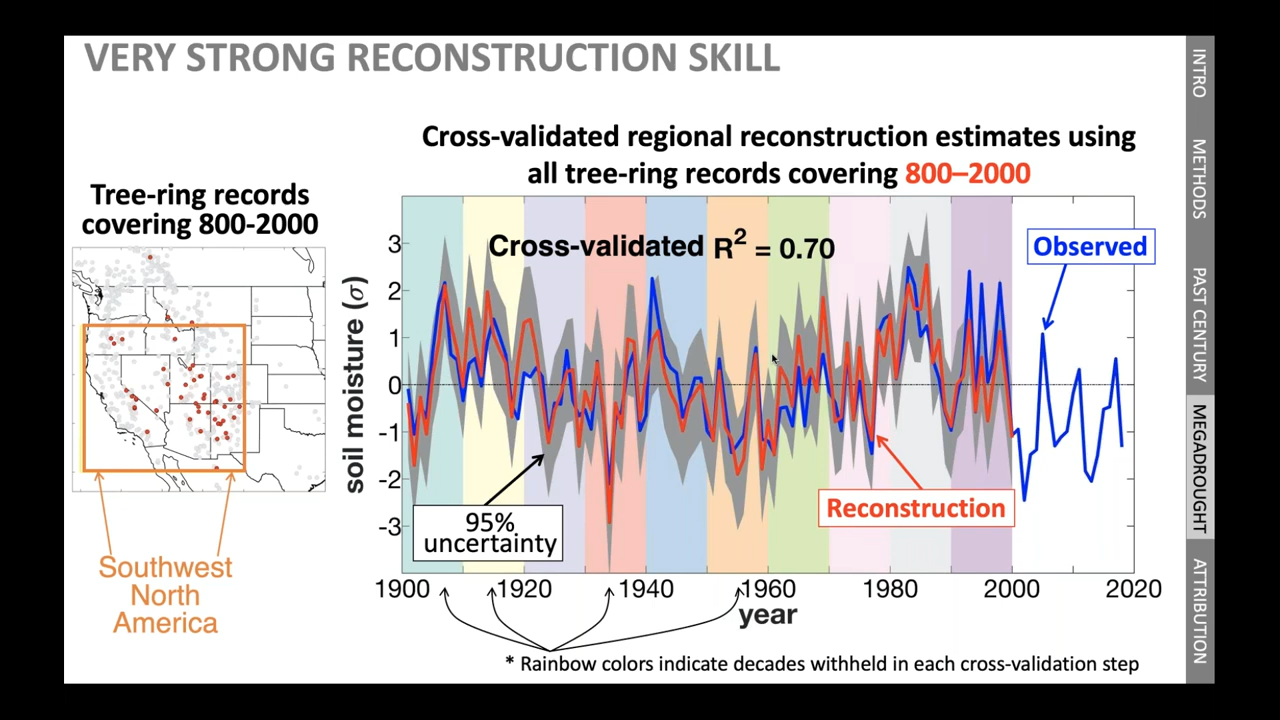 VERY STRONG RECONSTRUCTION SKILL
Tree-ring records
covering 800-2000
Southwest
North
America
Cross-validated regional reconstruction estimates using
all tree-ring records covering 800–2000
Cross-validated R² = 0.70
soil moisture (σ)
3
2
1
0
-1
-2
-3
Observed
Reconstruction
95%
uncertainty
1900
1920
1940
1960
1980
2000
2020
year
* Rainbow colors indicate decades withheld in each cross-validation step
INTRO
METHODS
PAST CENTURY
MEGADROUGHT
ATTRIBUTION